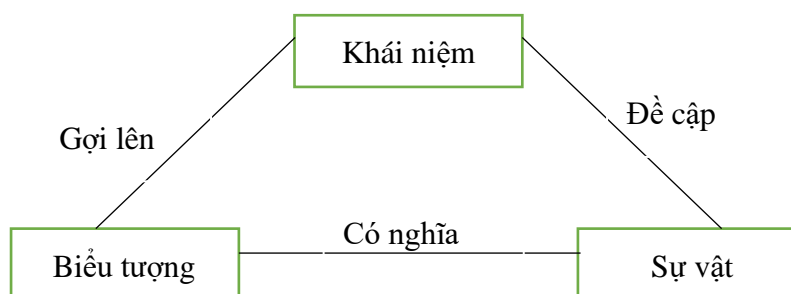 Khái niệm
Đề cập
Gợi lên
Có nghĩa
Biểu tượng
Sự vật